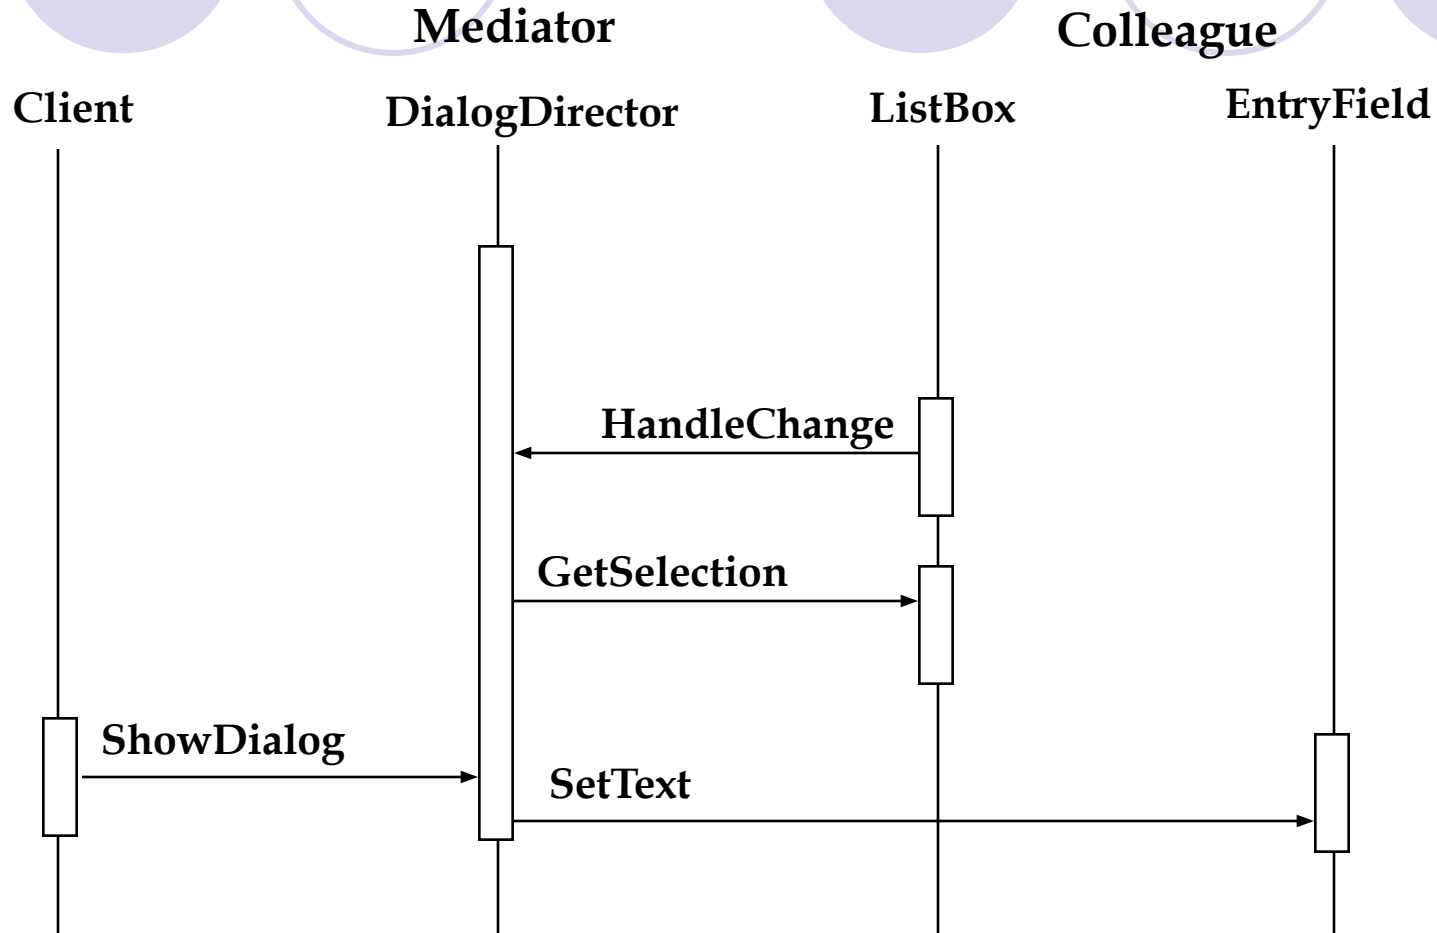 Mediator
Colleague
Client
DialogDirector
ListBox
EntryField
HandleChange
GetSelection
ShowDialog
SetText